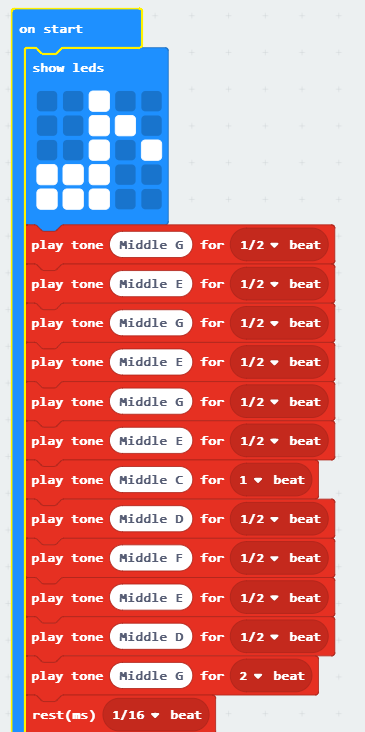 on start
show leds
play tone Middle G for 1/2 beat
play tone Middle E for 1/2 beat
play tone Middle G for 1/2 beat
play tone Middle E for 1/2 beat
play tone Middle G for 1/2 beat
play tone Middle E for 1/2 beat
play tone Middle C for 1 beat
play tone Middle D for 1/2 beat
play tone Middle F for 1/2 beat
play tone Middle E for 1/2 beat
play tone Middle D for 1/2 beat
play tone Middle G for 2 beat
rest(ms) 1/16 beat